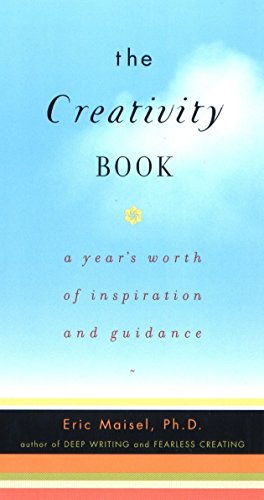 the
Creativity
BOOK
a year's worth
of inspiration
and guidance
~
Eric Maisel, Ph.D.
author of DEEP WRITING and FEARLESS CREATING